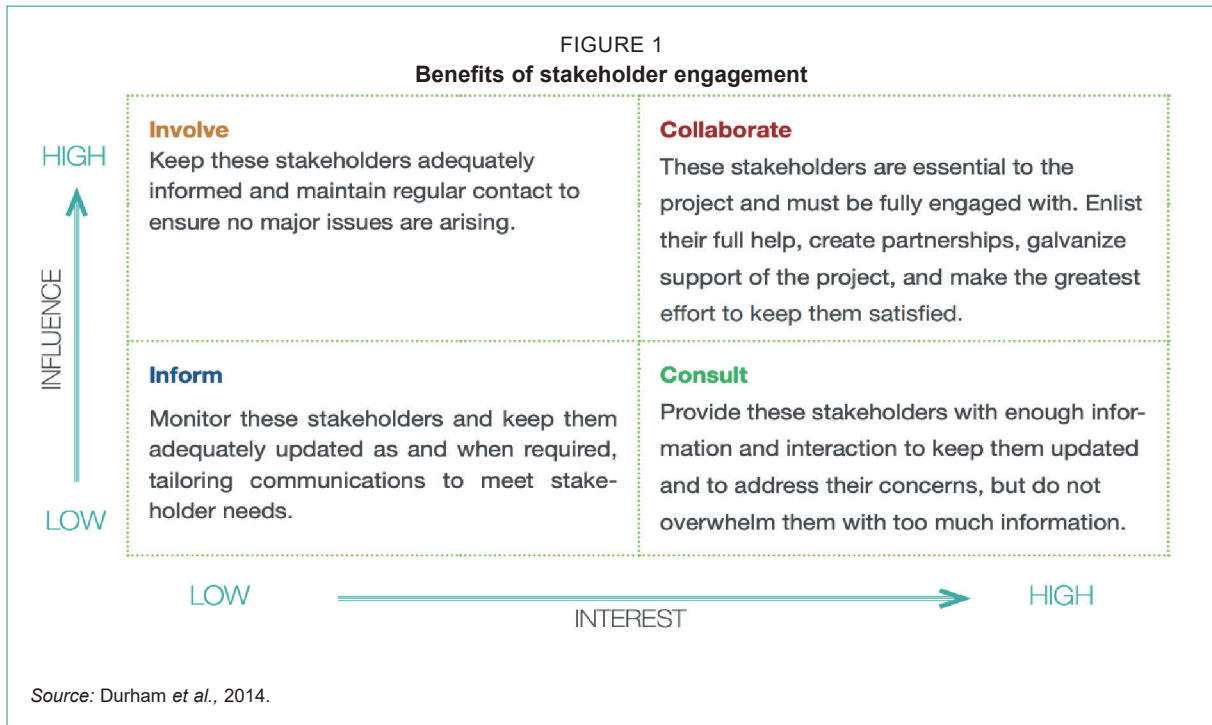 FIGURE 1
Benefits of stakeholder engagement
HIGH
INFLUENCE
LOW
Involve
Keep these stakeholders adequately
informed and maintain regular contact to
ensure no major issues are arising.
Collaborate
These stakeholders are essential to the
project and must be fully engaged with. Enlist
their full help, create partnerships, galvanize
support of the project, and make the greatest
effort to keep them satisfied.
Inform
Monitor these stakeholders and keep them
adequately updated as and when required,
tailoring communications to meet stake-
holder needs.
Consult
Provide these stakeholders with enough infor-
mation and interaction to keep them updated
and to address their concerns, but do not
overwhelm them with too much information.
LOW
INTEREST
HIGH
Source: Durham et al., 2014.